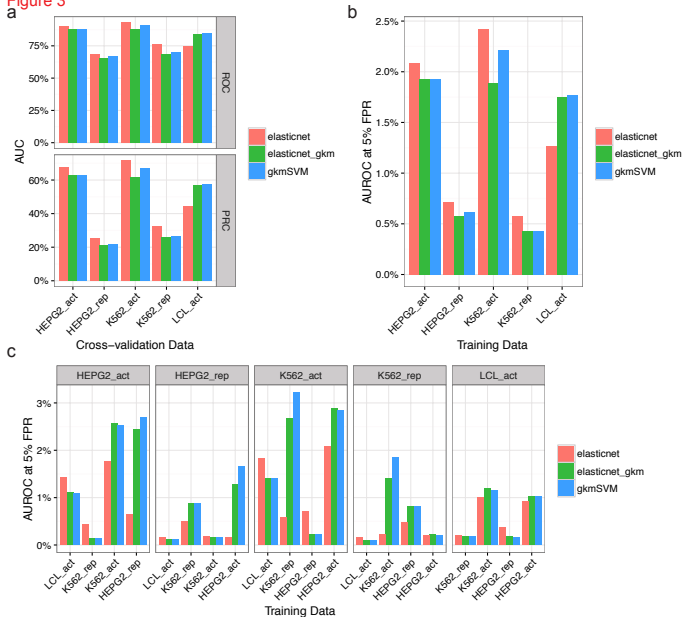 Figure 3
a
75%
50%
25%
0%
ROC
60%
40%
20%
0%
PRC
AUC
HEPG2_act
HEPG2_rep
K562_act
K562_rep
LCL_act
Cross-validation Data
elasticnet
elasticnet_gkm
gkmSVM
b
2.0%
1.5%
1.0%
0.5%
0.0%
AUROC at 5% FPR
HEPG2_act
HEPG2_rep
K562_act
K562_rep
LCL_act
Training Data
elasticnet
elasticnet_gkm
gkmSVM
c
HEPG2_act
HEPG2_rep
K562_act
K562_rep
LCL_act
3%
2%
1%
0%
AUROC at 5% FPR
LCL_act
K562_rep
K562_act
HEPG2_rep
LCL_act
K562_rep
K562_act
HEPG2_act
LCL_act
K562_rep
HEPG2_rep
HEPG2_act
LCL_act
K562_act
HEPG2_rep
HEPG2_act
K562_rep
K562_act
HEPG2_rep
HEPG2_act
Training Data
elasticnet
elasticnet_gkm
gkmSVM